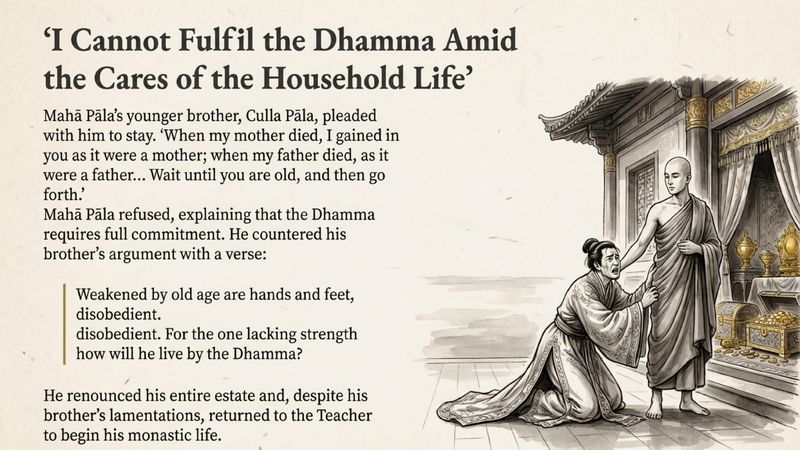 ‘I Cannot Fulfil the Dhamma Amid
the Cares of the Household Life’
Mahā Pāla’s younger brother, Culla Pāla, pleaded
with him to stay. ‘When my mother died, I gained in
you as it were a mother; when my father died, as it
were a father... Wait until you are old, and then go
forth.’
Mahā Pāla refused, explaining that the Dhamma
requires full commitment. He countered his
brother’s argument with a verse:
Weakened by old age are hands and feet,
disobedient.
disobedient. For the one lacking strength
how will he live by the Dhamma?
He renounced his entire estate and, despite his
brother’s lamentations, returned to the Teacher
to begin his monastic life.